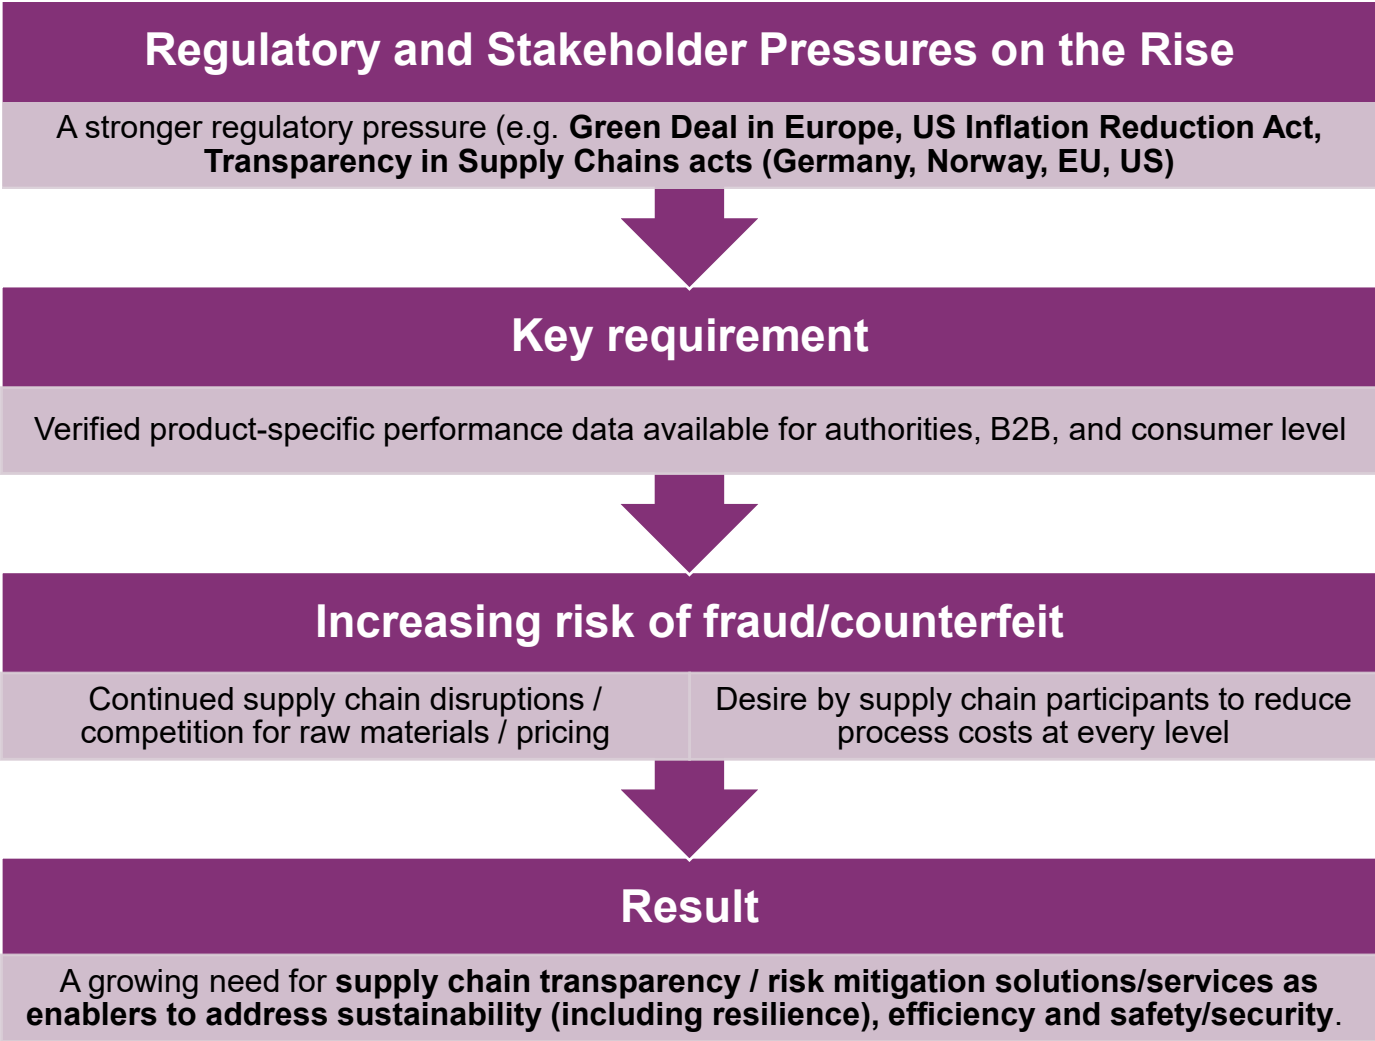 Regulatory and Stakeholder Pressures on the Rise
A stronger regulatory pressure (e.g. Green Deal in Europe, US Inflation Reduction Act,
Transparency in Supply Chains acts (Germany, Norway, EU, US)
Key requirement
Verified product-specific performance data available for authorities, B2B, and consumer level
Increasing risk of fraud/counterfeit
Continued supply chain disruptions /
competition for raw materials / pricing
Desire by supply chain participants to reduce
process costs at every level
Result
A growing need for supply chain transparency / risk mitigation solutions/services as
enablers to address sustainability (including resilience), efficiency and safety/security.